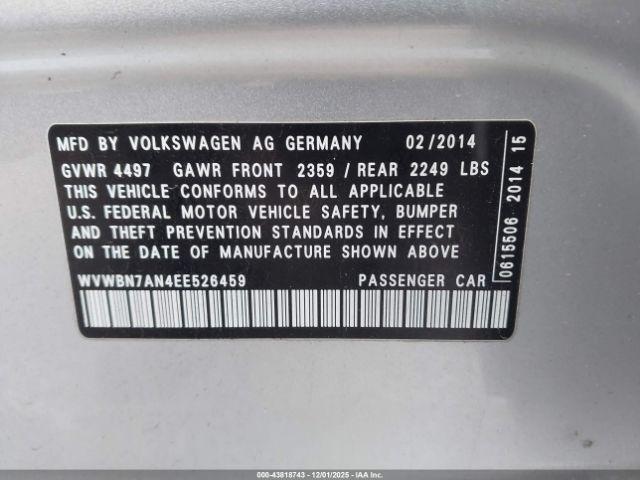 MFD BY VOLKSWAGEN AG GERMANY 02/2014
GVWR 4497 GAWR FRONT 2359 / REAR 2249 LBS
THIS VEHICLE CONFORMS TO ALL APPLICABLE
U.S. FEDERAL MOTOR VEHICLE SAFETY, BUMPER
AND THEFT PREVENTION STANDARDS IN EFFECT
ON THE DATE OF MANUFACTURE SHOWN ABOVE
WVWBN7AN4EE526459 PASSENGER CAR
0615506 2014 15
000-43818743 - 12/01/2025 - IAA, Inc.